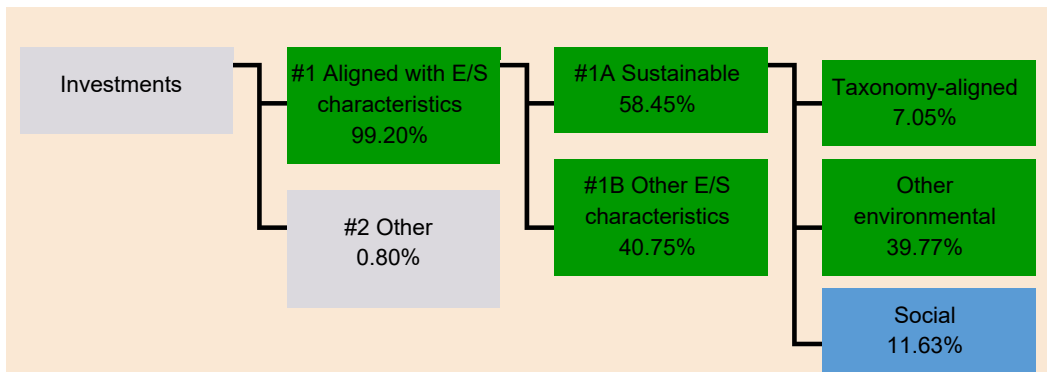 Investments
#1 Aligned with E/S
characteristics
99.20%
#2 Other
0.80%
#1A Sustainable
58.45%
#1B Other E/S
characteristics
40.75%
Taxonomy-aligned
7.05%
Other
environmental
39.77%
Social
11.63%